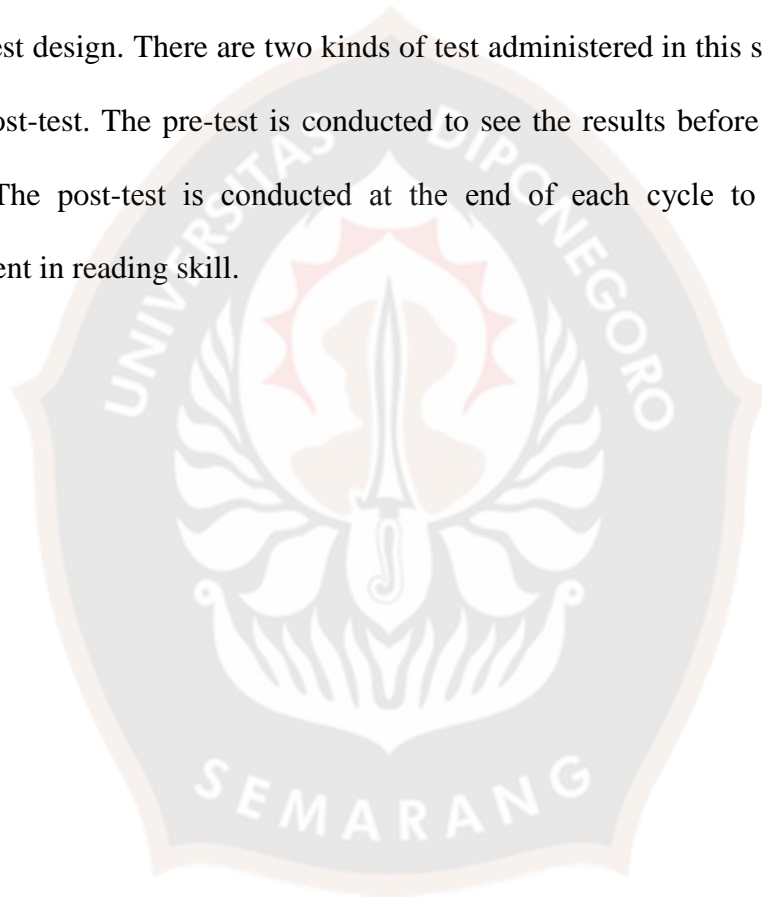 est design. There are two kinds of test administered in this s
ost-test. The pre-test is conducted to see the results before
The post-test is conducted at the end of each cycle to
ent in reading skill.
UNIVERSITAS DIPONEGORO
SEMARANG